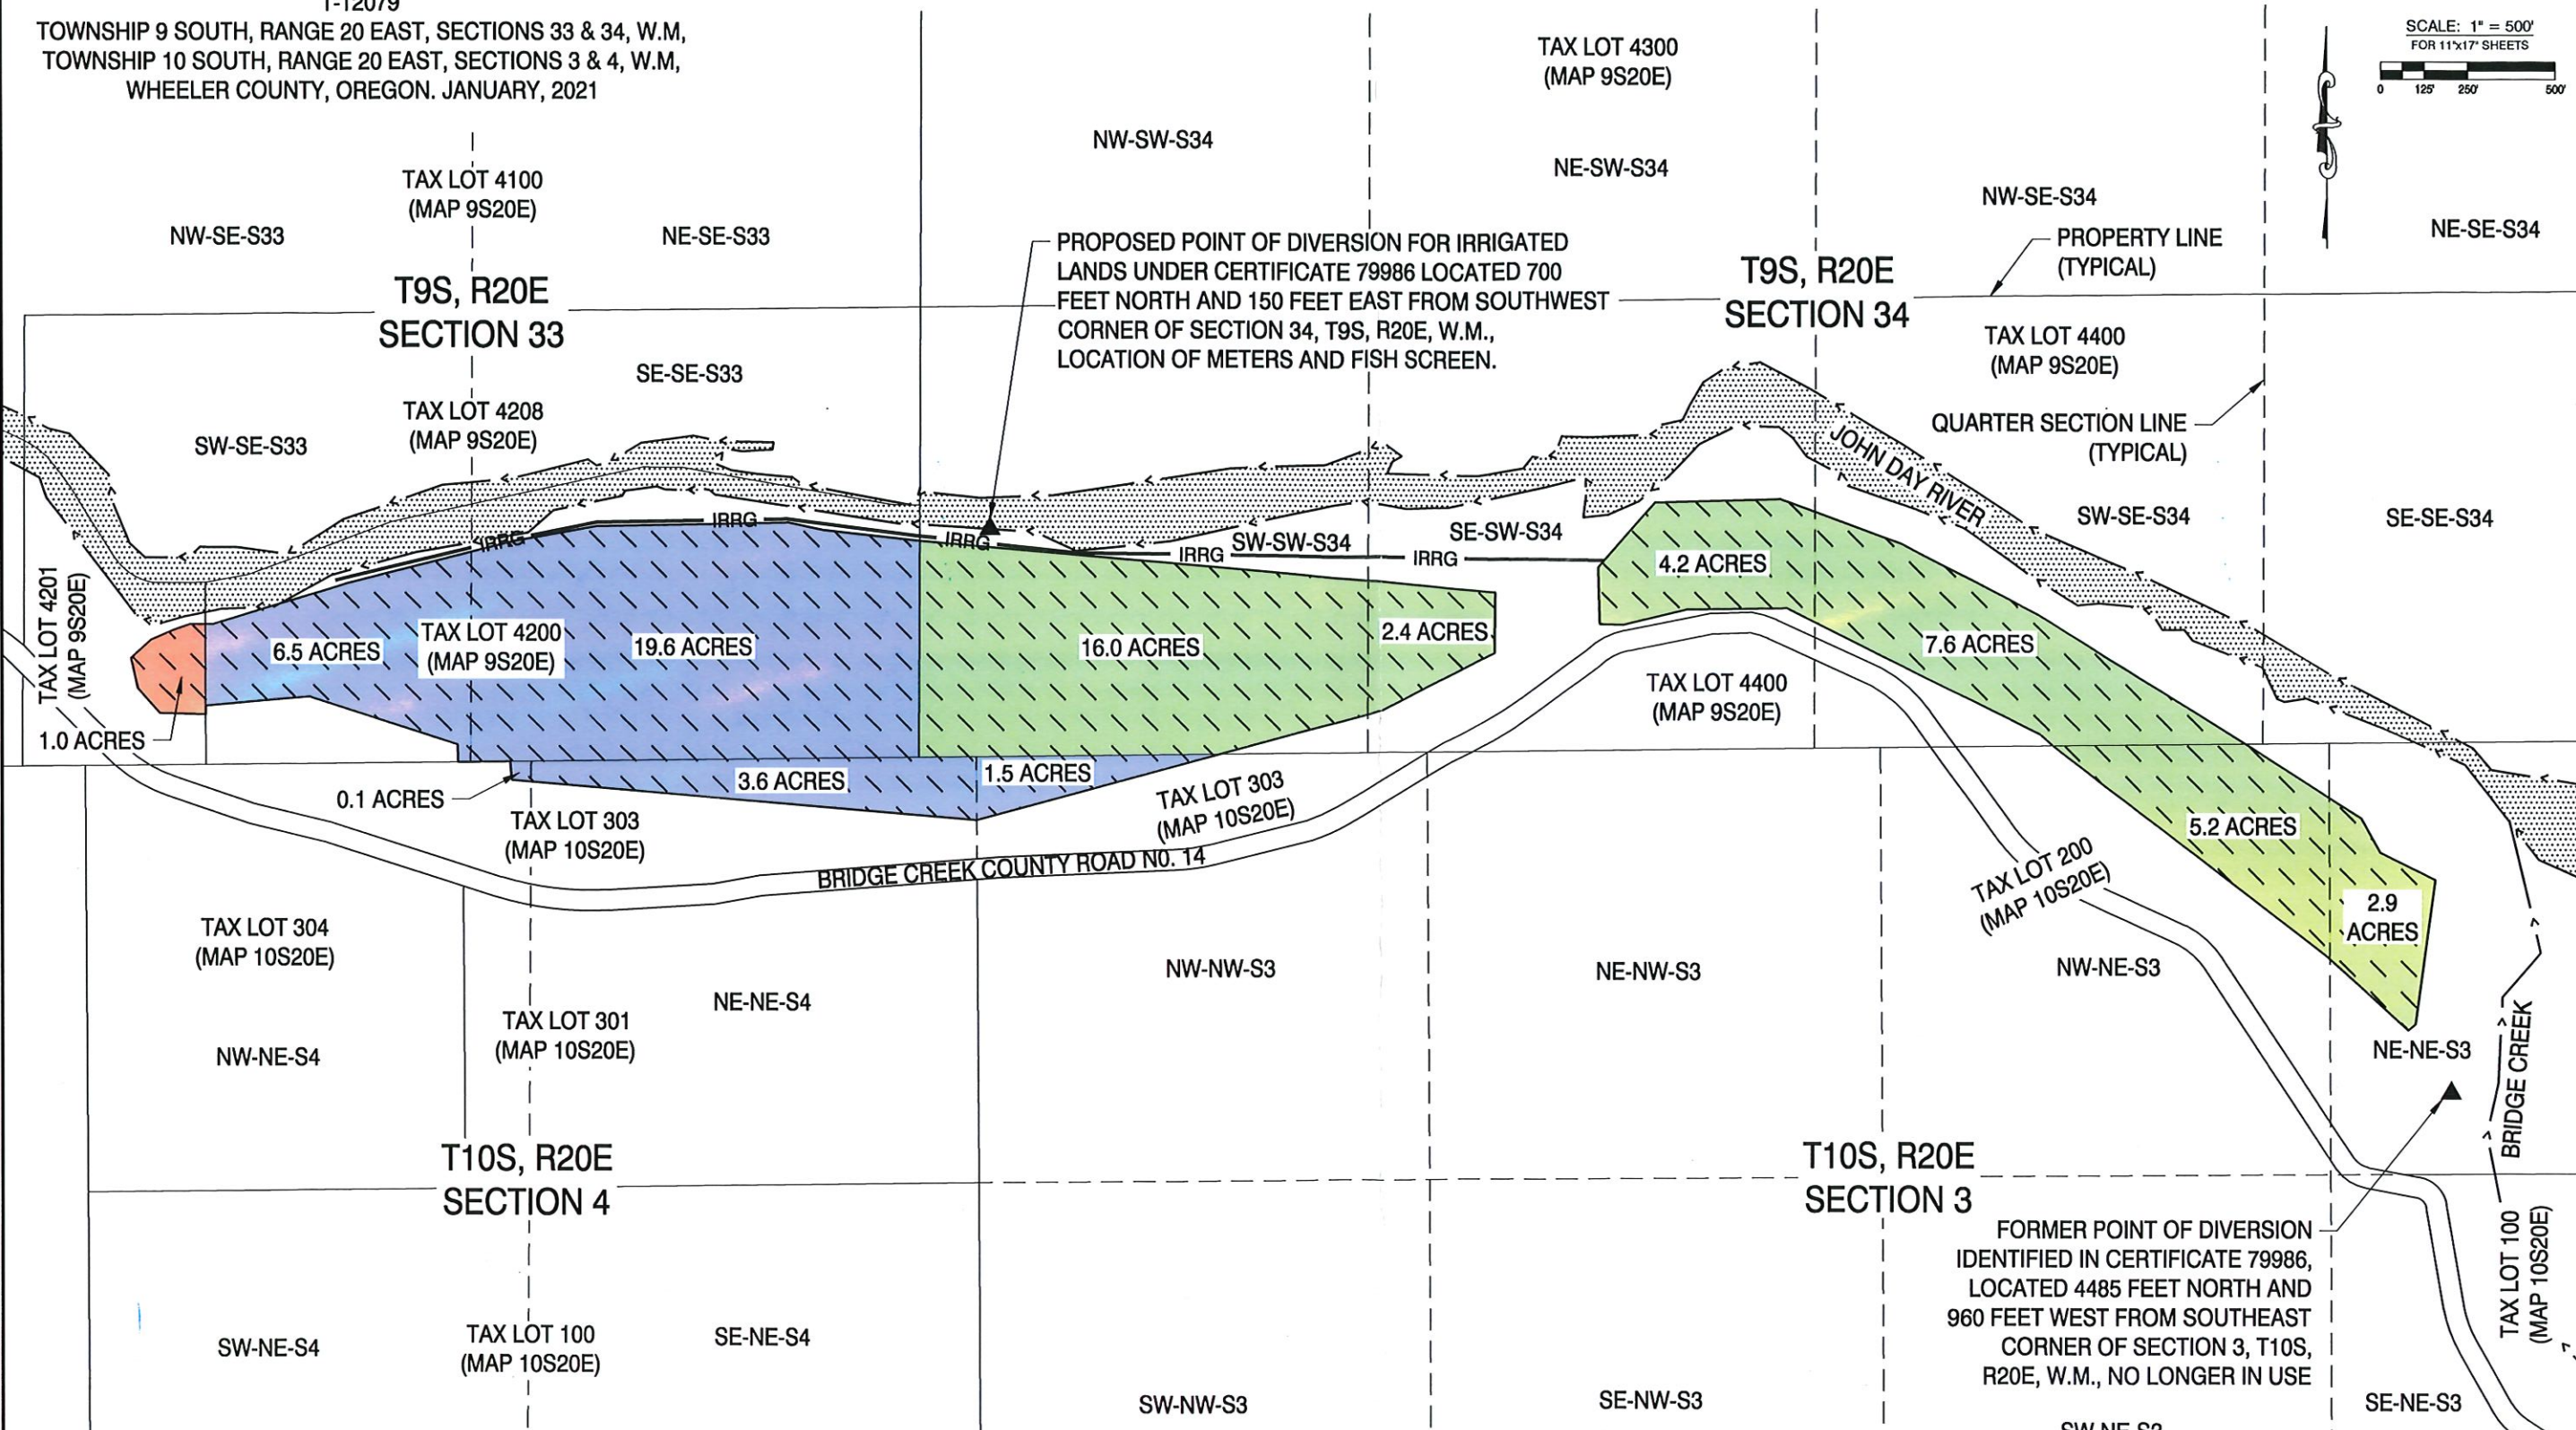 T-12079
TOWNSHIP 9 SOUTH, RANGE 20 EAST, SECTIONS 33 & 34, W.M,
TOWNSHIP 10 SOUTH, RANGE 20 EAST, SECTIONS 3 & 4, W.M,
WHEELER COUNTY, OREGON. JANUARY, 2021
SCALE: 1" = 500'
FOR 11"x17" SHEETS
0 125' 250' 500'
TAX LOT 4300
(MAP 9S20E)
NW-SW-S34
NE-SW-S34
TAX LOT 4100
(MAP 9S20E)
NW-SE-S33
NE-SE-S33
NW-SE-S34
NE-SE-S34
PROPERTY LINE
(TYPICAL)
PROPOSED POINT OF DIVERSION FOR IRRIGATED
LANDS UNDER CERTIFICATE 79986 LOCATED 700
FEET NORTH AND 150 FEET EAST FROM SOUTHWEST
CORNER OF SECTION 34, T9S, R20E, W.M.,
LOCATION OF METERS AND FISH SCREEN.
T9S, R20E
SECTION 33
T9S, R20E
SECTION 34
TAX LOT 4400
(MAP 9S20E)
SE-SE-S33
TAX LOT 4208
(MAP 9S20E)
SW-SE-S33
QUARTER SECTION LINE
(TYPICAL)
JOHN DAY RIVER
SW-SE-S34
SE-SE-S34
IRRG
IRRG
IRRG
IRRG
IRRG
SW-SW-S34
SE-SW-S34
4.2 ACRES
TAX LOT 4201
(MAP 9S20E)
6.5 ACRES
TAX LOT 4200
(MAP 9S20E)
19.6 ACRES
16.0 ACRES
2.4 ACRES
7.6 ACRES
TAX LOT 4400
(MAP 9S20E)
1.0 ACRES
0.1 ACRES
3.6 ACRES
1.5 ACRES
TAX LOT 303
(MAP 10S20E)
TAX LOT 303
(MAP 10S20E)
5.2 ACRES
BRIDGE CREEK COUNTY ROAD NO. 14
TAX LOT 200
(MAP 10S20E)
2.9
ACRES
TAX LOT 304
(MAP 10S20E)
NW-NW-S3
NE-NW-S3
NW-NE-S3
NE-NE-S4
TAX LOT 301
(MAP 10S20E)
NW-NE-S4
NE-NE-S3
BRIDGE CREEK
T10S, R20E
SECTION 4
T10S, R20E
SECTION 3
FORMER POINT OF DIVERSION
IDENTIFIED IN CERTIFICATE 79986,
LOCATED 4485 FEET NORTH AND
960 FEET WEST FROM SOUTHEAST
CORNER OF SECTION 3, T10S,
R20E, W.M., NO LONGER IN USE
TAX LOT 100
(MAP 10S20E)
SW-NE-S4
TAX LOT 100
(MAP 10S20E)
SE-NE-S4
SW-NW-S3
SE-NW-S3
SE-NE-S3
SW-NE-S3